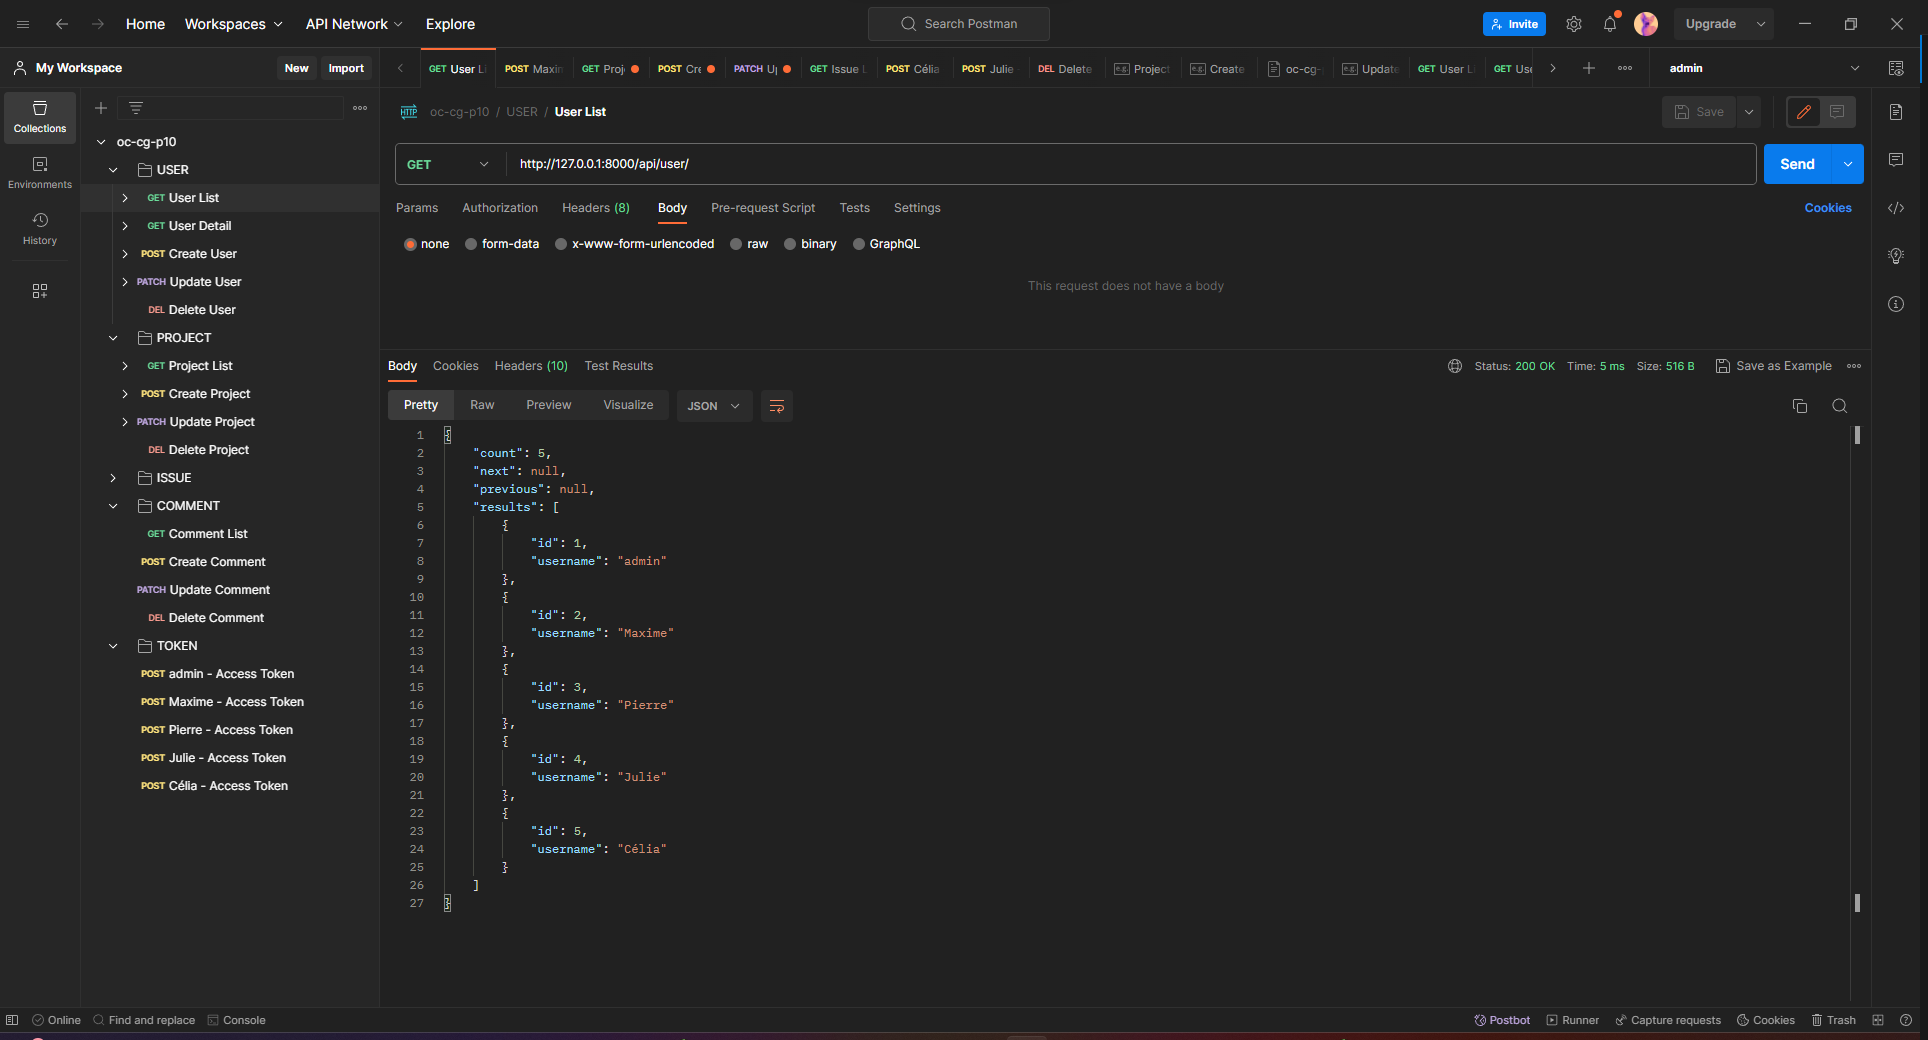 Home Workspaces API Network Explore Search Postman Invite Upgrade
My Workspace New Import
GET User Li POST Maxim GET Proj POST Cre PATCH Up GET Issue L POST Célia POST Julie DEL Delete e.g. Project e.g. Create oc-cg- e.g. Update GET User Li GET Use admin
Collections
Environments
History
oc-cg-p10
USER
GET User List
GET User Detail
POST Create User
PATCH Update User
DEL Delete User
PROJECT
GET Project List
POST Create Project
PATCH Update Project
DEL Delete Project
ISSUE
COMMENT
GET Comment List
POST Create Comment
PATCH Update Comment
DEL Delete Comment
TOKEN
POST admin - Access Token
POST Maxime - Access Token
POST Pierre - Access Token
POST Julie - Access Token
POST Célia - Access Token
HTTP oc-cg-p10 / USER / User List Save
GET http://127.0.0.1:8000/api/user/ Send
Params Authorization Headers (8) Body Pre-request Script Tests Settings Cookies
none form-data x-www-form-urlencoded raw binary GraphQL
This request does not have a body
Body Cookies Headers (10) Test Results Status: 200 OK Time: 5 ms Size: 516 B Save as Example
Pretty Raw Preview Visualize JSON
1 {
2 "count": 5,
3 "next": null,
4 "previous": null,
5 "results": [
6 {
7 "id": 1,
8 "username": "admin"
9 },
10 {
11 "id": 2,
12 "username": "Maxime"
13 },
14 {
15 "id": 3,
16 "username": "Pierre"
17 },
18 {
19 "id": 4,
20 "username": "Julie"
21 },
22 {
23 "id": 5,
24 "username": "Célia"
25 }
26 ]
27 }
Online Find and replace Console Postbot Runner Capture requests Cookies Trash